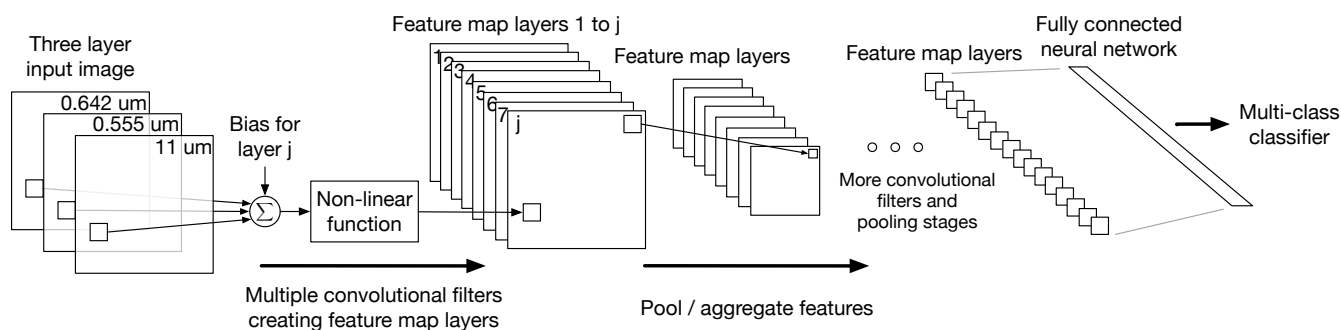 Three layer
input image
0.642 um
0.555 um
11 um
Bias for
layer j
Σ
Non-linear
function
Multiple convolutional filters
creating feature map layers
Feature map layers 1 to j
1
2
3
4
5
6
7
j
Feature map layers
Pool / aggregate features
More convolutional
filters and
pooling stages
Feature map layers
Fully connected
neural network
Multi-class
classifier